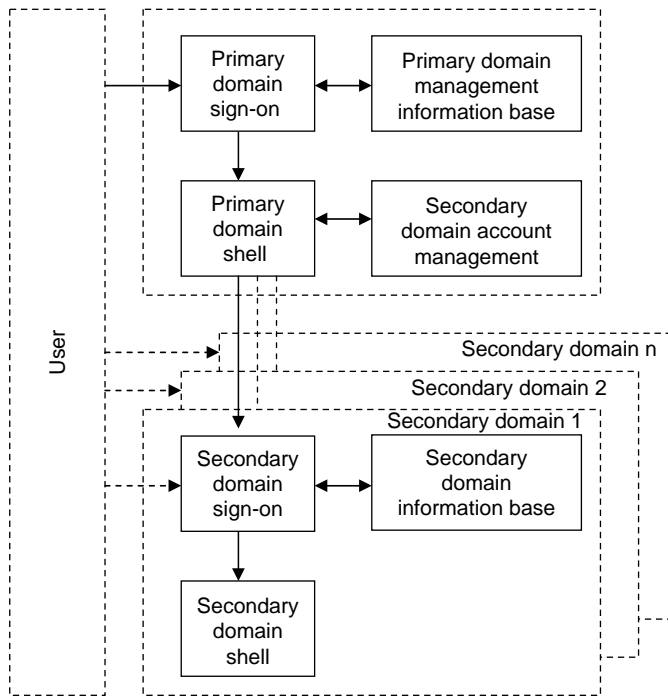 Primary
domain
sign-on
Primary domain
management
information base
Primary
domain
shell
Secondary
domain account
management
User
Secondary domain n
Secondary domain 2
Secondary domain 1
Secondary
domain
sign-on
Secondary
domain
information base
Secondary
domain
shell